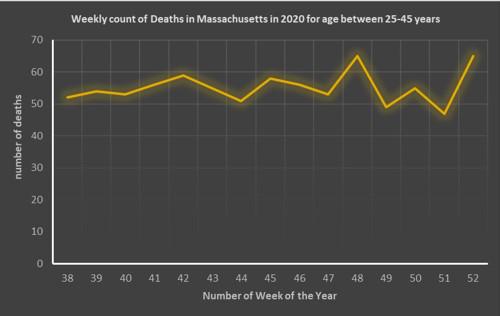 Weekly count of Deaths in Massachusetts in 2020 for age between 25-45 years
70
60
50
40
30
20
10
0
number of deaths
38 39 40 41 42 43 44 45 46 47 48 49 50 51 52
Number of Week of the Year